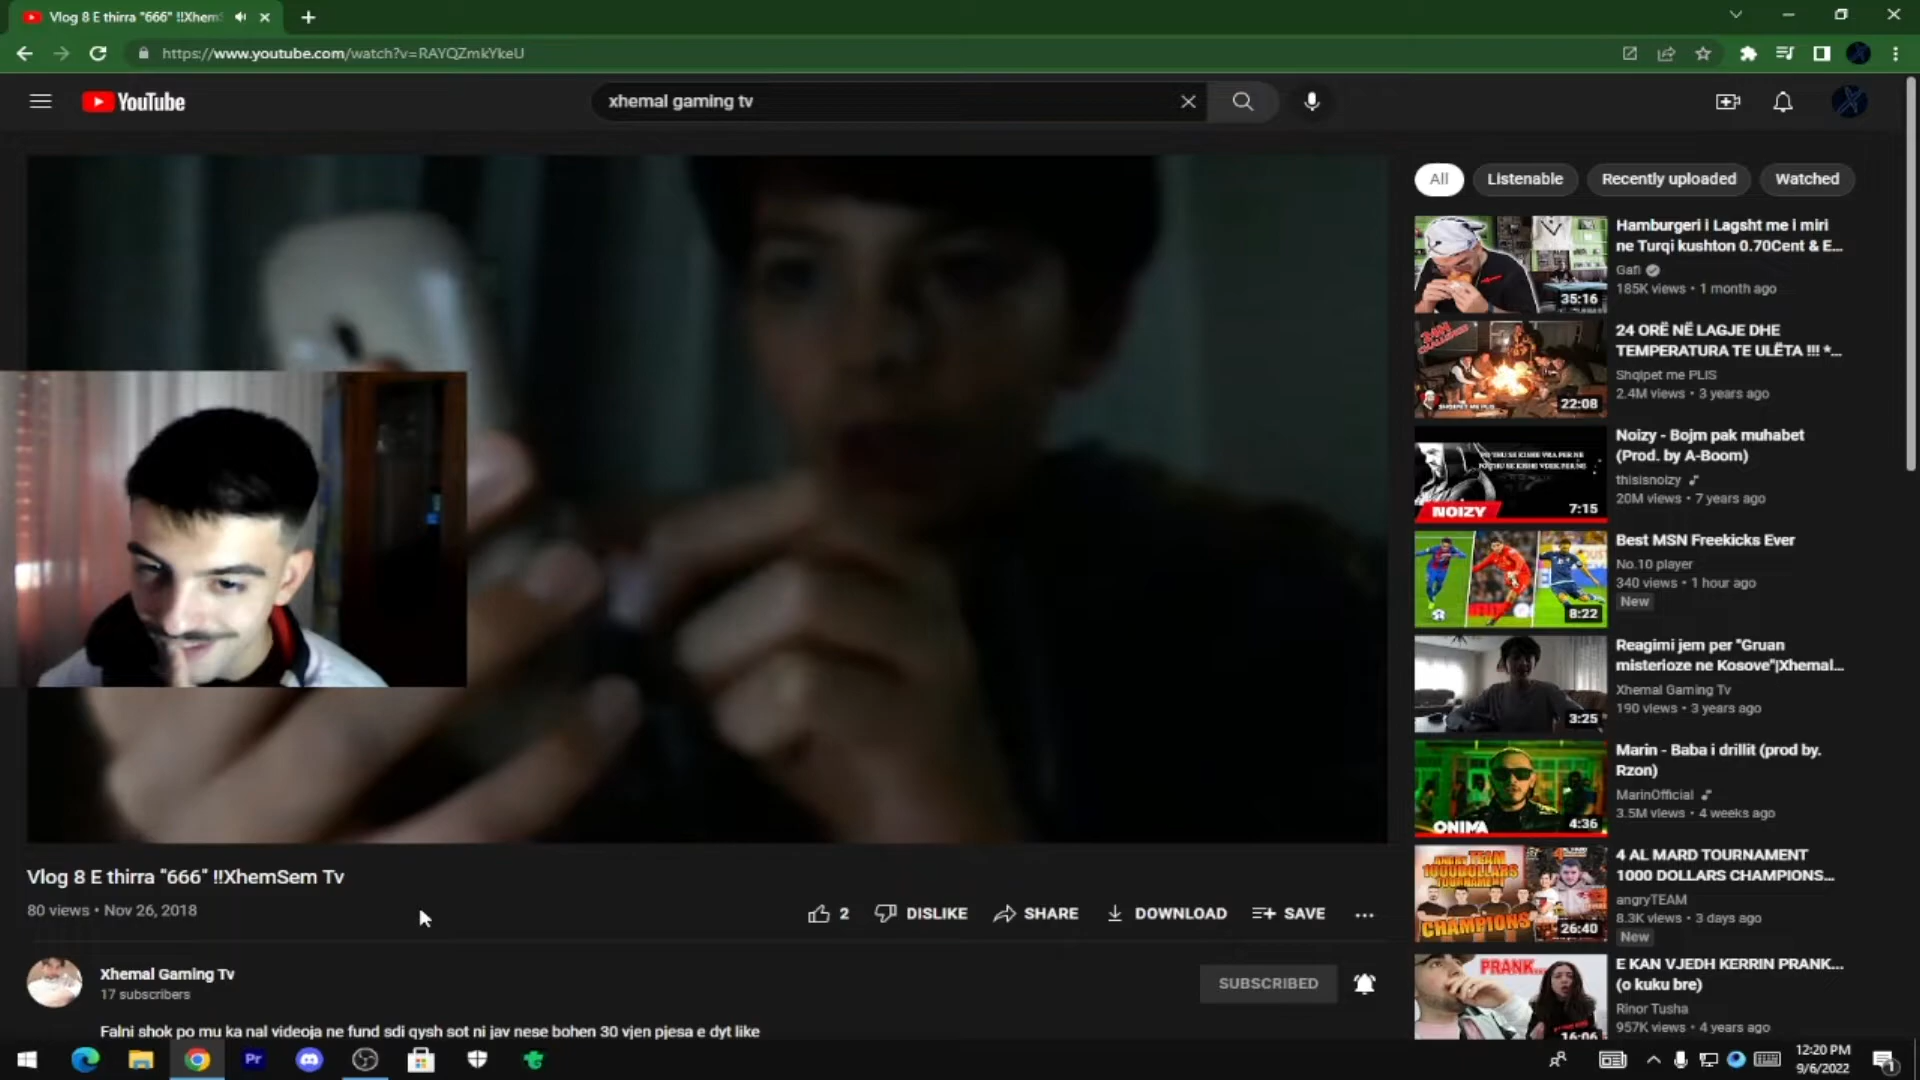 Vlog 8 E thirra "666" !!XhemS
https://www.youtube.com/watch?v=RAYQZmkYkeU
YouTube
xhemal gaming tv
All
Listenable
Recently uploaded
Watched
Hamburgeri i Lagsht me i miri
ne Turqi kushton 0.70Cent & E...
Gafi
185K views • 1 month ago
35:16
24 ORË NË LAGJE DHE
TEMPERATURA TE ULËTA !!! *...
Shqipet me PLIS
2.4M views • 3 years ago
22:08
Noizy - Bojm pak muhabet
(Prod. by A-Boom)
thisisnoizy
20M views • 7 years ago
NOIZY
7:15
Best MSN Freekicks Ever
No.10 player
340 views • 1 hour ago
New
8:22
Reagimi jem per "Gruan
misterioze ne Kosove"|Xhemal...
Xhemal Gaming Tv
190 views • 3 years ago
3:25
Marin - Baba i drillit (prod by.
Rzon)
MarinOfficial
3.5M views • 4 weeks ago
ONIMA
4:36
4 AL MARD TOURNAMENT
1000 DOLLARS CHAMPIONS...
angryTEAM
8.3K views • 3 days ago
New
ANGRY TEAM
1000DOLLARS
TOURNAMENT
CHAMPIONS
26:40
E KAN VJEDH KERRIN PRANK...
(o kuku bre)
Rinor Tusha
957K views • 4 years ago
PRANK...
16:06
Vlog 8 E thirra "666" !!XhemSem Tv
80 views • Nov 26, 2018
2
DISLIKE
SHARE
DOWNLOAD
SAVE
Xhemal Gaming Tv
17 subscribers
SUBSCRIBED
Falni shok po mu ka nal videoja ne fund sdi qysh sot ni jav nese bohen 30 vjen pjesa e dyt like
Pr
12:20 PM
9/6/2022
1